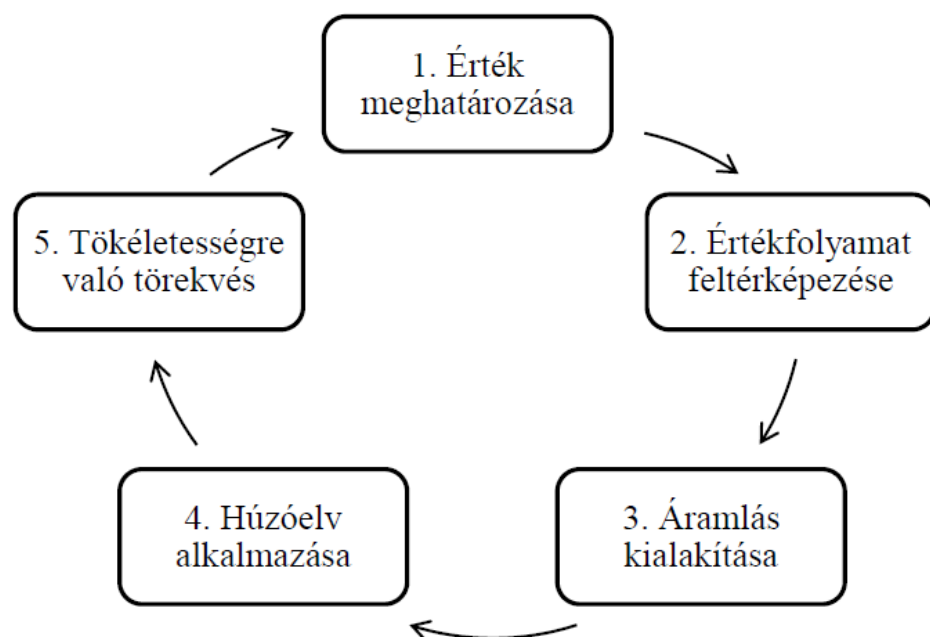 1. Érték
meghatározása
2. Értékfolyamat
feltérképezése
3. Áramlás
kialakítása
4. Húzóelv
alkalmazása
5. Tökéletességre
való törekvés